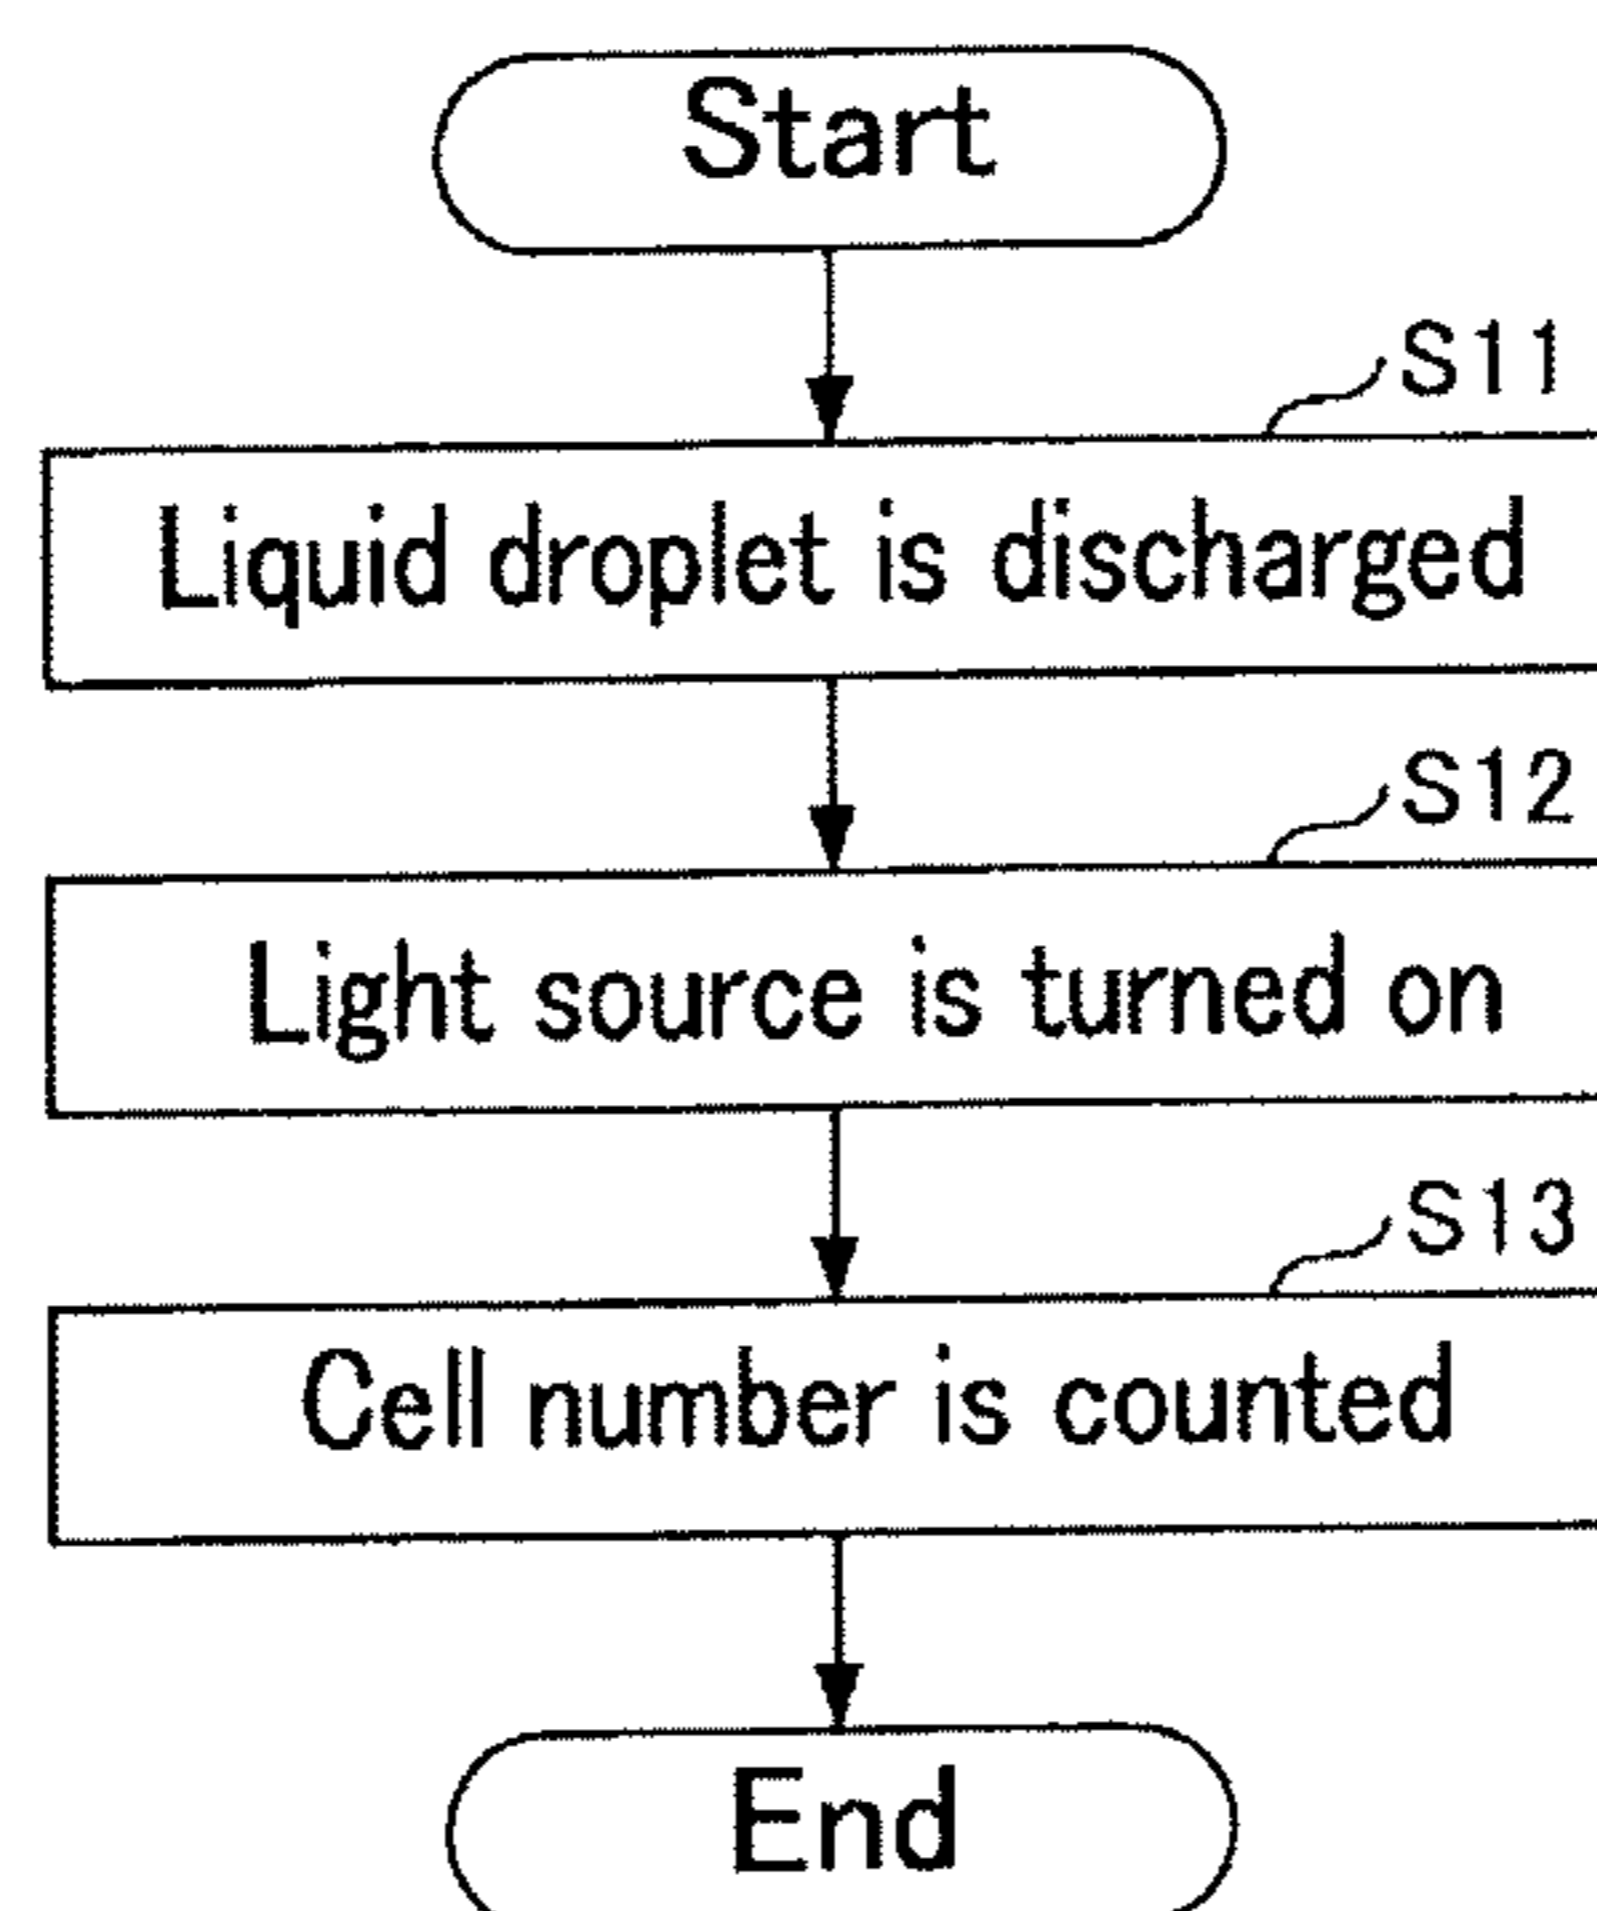 Start
S11
Liquid droplet is discharged
S12
Light source is turned on
S13
Cell number is counted
End